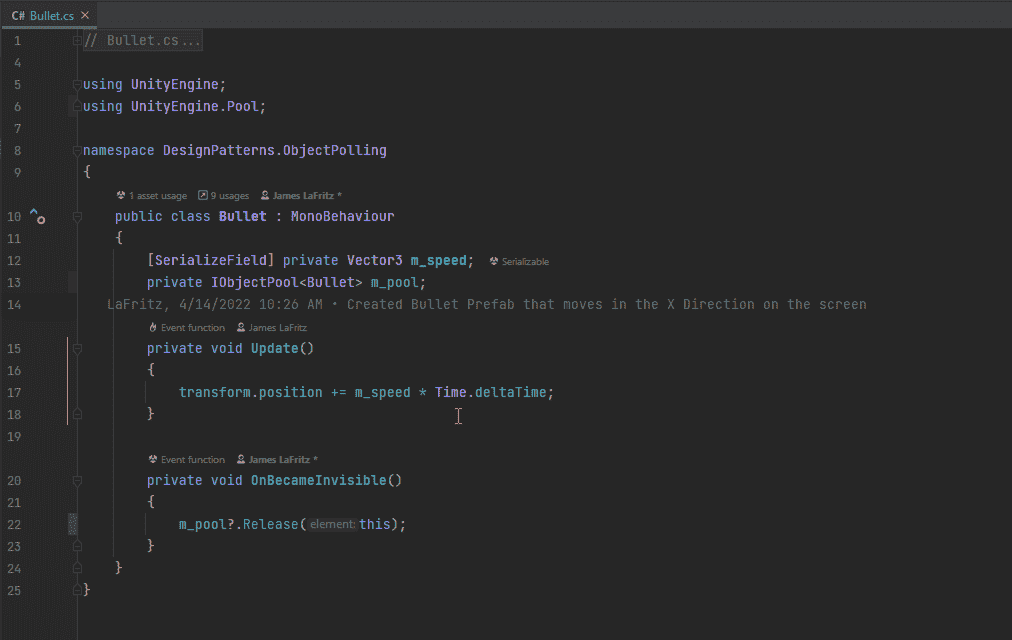 C# Bullet.cs ×
1 // Bullet.cs...
4
5 using UnityEngine;
6 using UnityEngine.Pool;
7
8 namespace DesignPatterns.ObjectPolling
9 {
1 asset usage 9 usages James LaFritz *
10 public class Bullet : MonoBehaviour
11 {
12 [SerializeField] private Vector3 m_speed; Serializable
13 private IObjectPool<Bullet> m_pool;
14 LaFritz, 4/14/2022 10:26 AM • Created Bullet Prefab that moves in the X Direction on the screen
Event function James LaFritz
15 private void Update()
16 {
17 transform.position += m_speed * Time.deltaTime;
18 }
19
Event function James LaFritz *
20 private void OnBecameInvisible()
21 {
22 m_pool?.Release( element: this);
23 }
24 }
25 }